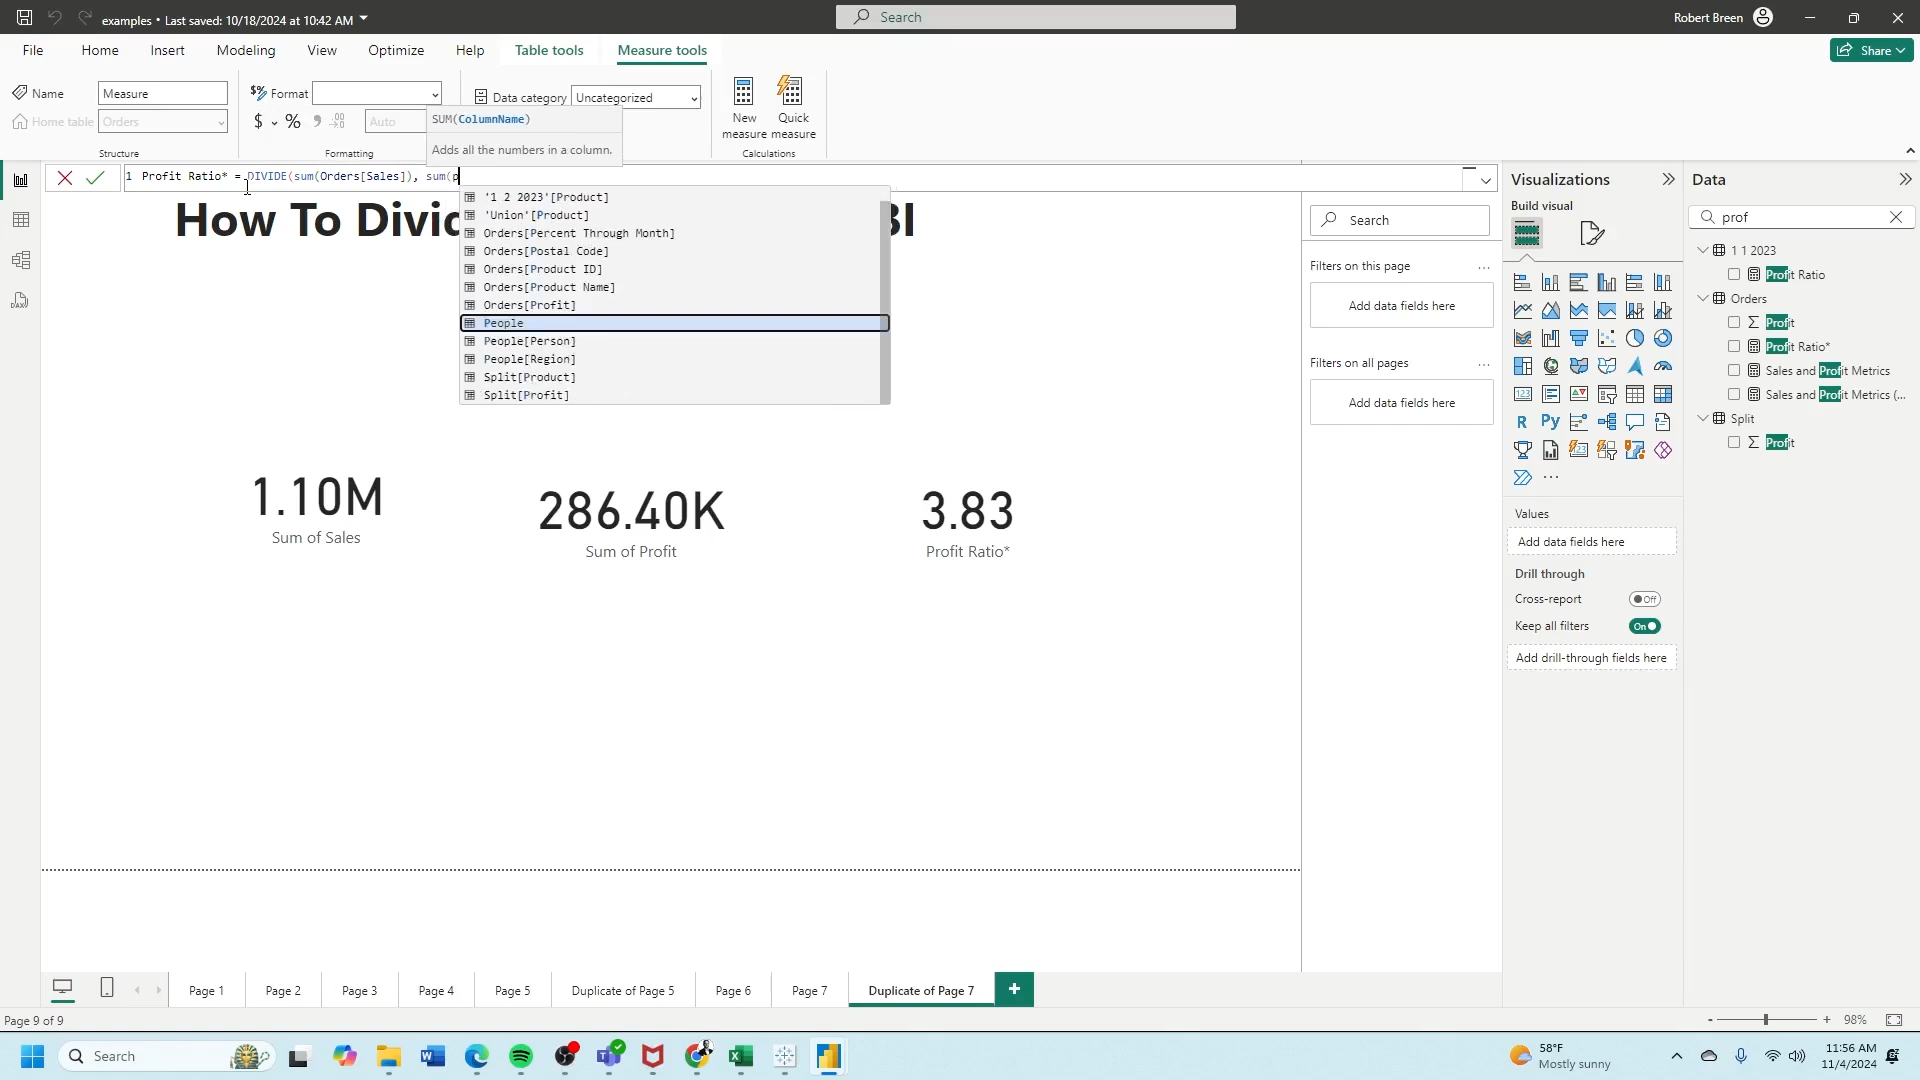 examples • Last saved: 10/18/2024 at 10:42 AM
Search
Robert Breen
File
Home
Insert
Modeling
View
Optimize
Help
Table tools
Measure tools
Share
Name
Measure
Home table
Orders
Structure
Format
$
%
Auto
Formatting
Data category
Uncategorized
SUM(ColumnName)
Adds all the numbers in a column.
New measure
Quick measure
Calculations
1 Profit Ratio* = DIVIDE(sum(Orders[Sales]), sum(p
'1 2 2023'[Product]
'Union'[Product]
Orders[Percent Through Month]
Orders[Postal Code]
Orders[Product ID]
Orders[Product Name]
Orders[Profit]
People
People[Person]
People[Region]
Split[Product]
Split[Profit]
How To Divid
BI
1.10M
Sum of Sales
286.40K
Sum of Profit
3.83
Profit Ratio*
Search
Filters on this page
Add data fields here
Filters on all pages
Add data fields here
Visualizations
Build visual
R
Py
123
Values
Add data fields here
Drill through
Cross-report
Off
Keep all filters
On
Add drill-through fields here
Data
prof
1 1 2023
Profit Ratio
Orders
Profit
Profit Ratio*
Sales and Profit Metrics
Sales and Profit Metrics (...
Split
Profit
DAX
Page 1
Page 2
Page 3
Page 4
Page 5
Duplicate of Page 5
Page 6
Page 7
Duplicate of Page 7
+
Page 9 of 9
- + 98%
Search
58°F
Mostly sunny
11:56 AM
11/4/2024